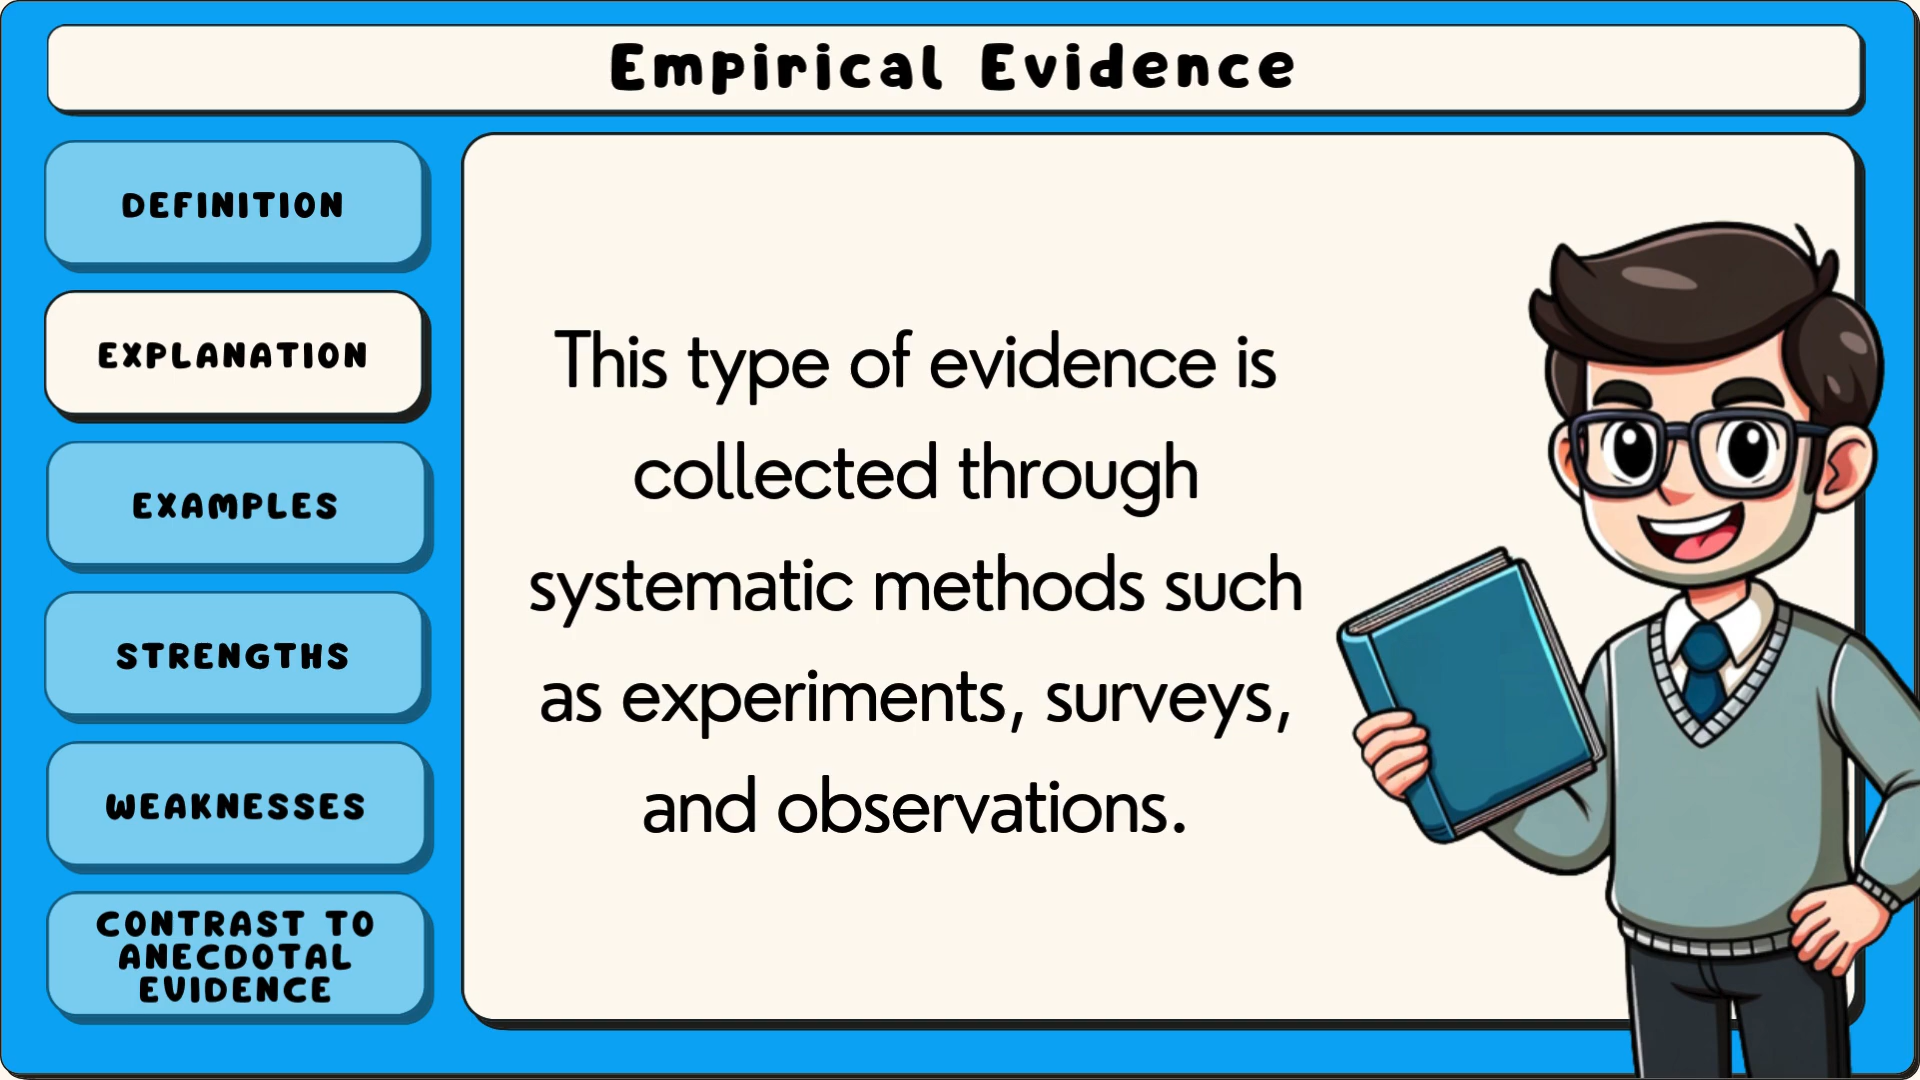 Empirical Evidence
DEFINITION
EXPLANATION
EXAMPLES
STRENGTHS
WEAKNESSES
CONTRAST TO
ANECDOTAL
EVIDENCE
This type of evidence is
collected through
systematic methods such
as experiments, surveys,
and observations.